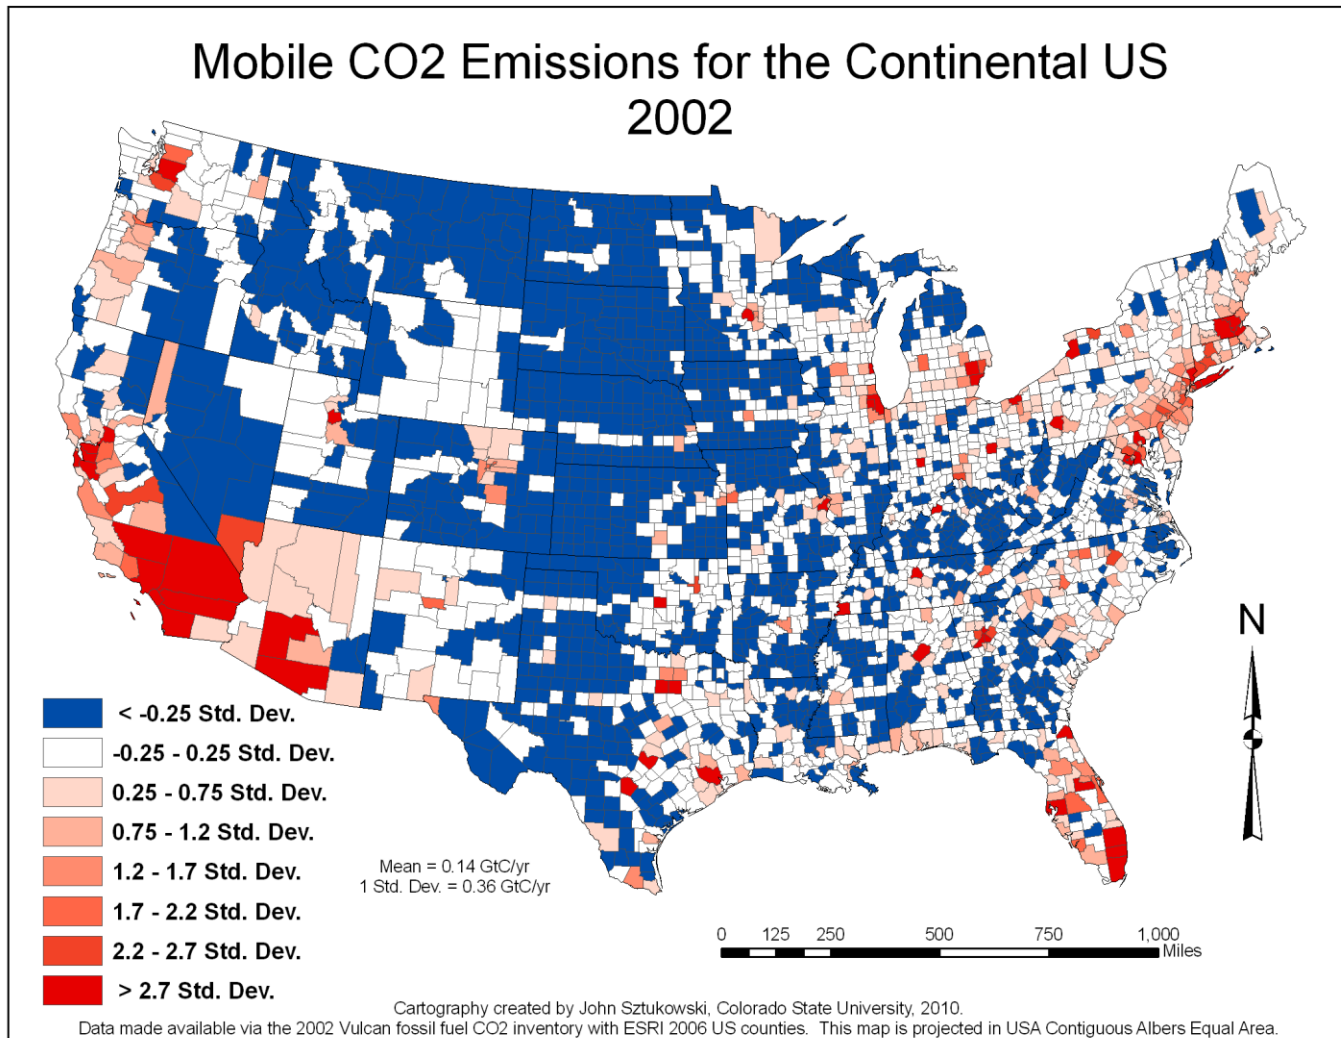 Mobile CO2 Emissions for the Continental US
2002
N
< -0.25 Std. Dev.
-0.25 - 0.25 Std. Dev.
0.25 - 0.75 Std. Dev.
0.75 - 1.2 Std. Dev.
1.2 - 1.7 Std. Dev.
1.7 - 2.2 Std. Dev.
2.2 - 2.7 Std. Dev.
> 2.7 Std. Dev.
Mean = 0.14 GtC/yr
1 Std. Dev. = 0.36 GtC/yr
0 125 250 500 750 1,000
Miles
Cartography created by John Sztukowski, Colorado State University, 2010.
Data made available via the 2002 Vulcan fossil fuel CO2 inventory with ESRI 2006 US counties. This map is projected in USA Contiguous Albers Equal Area.